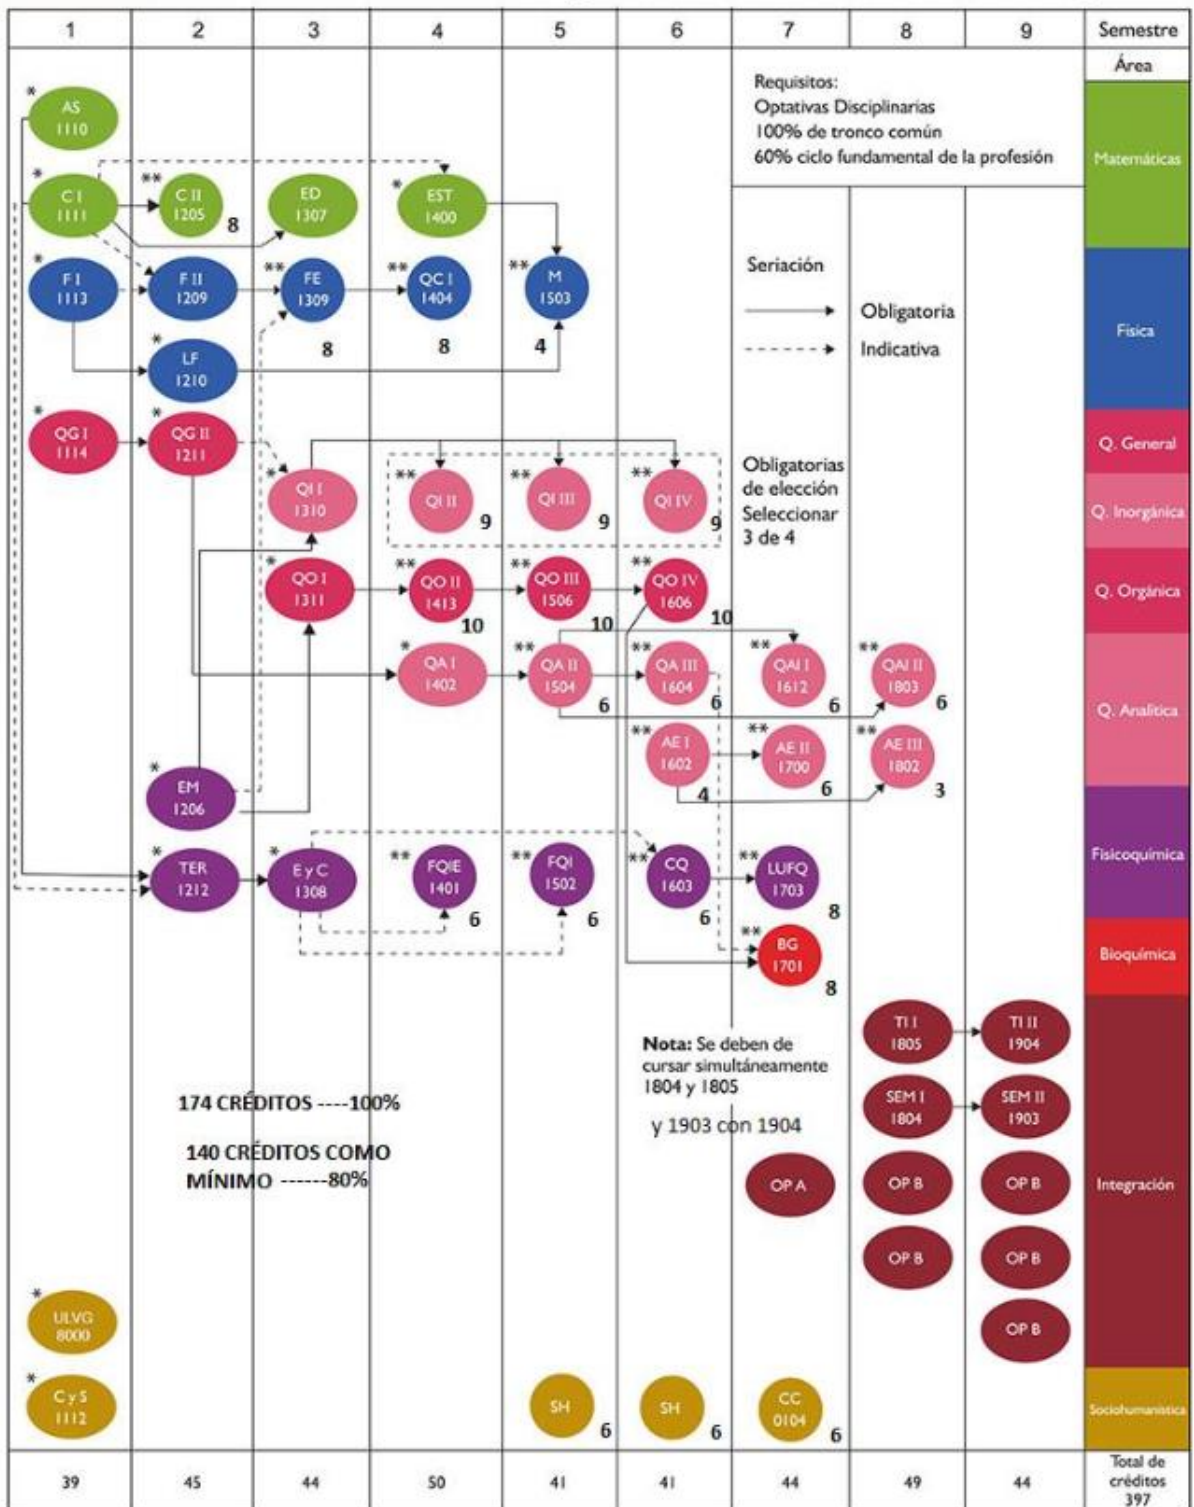 1 2 3 4 5 6 7 8 9 Semestre
Área
Requisitos:
Optativas Disciplinarias
100% de tronco común
60% ciclo fundamental de la profesión
Matemáticas
*
AS
1110
*
C I
1111
**
C II
1205
8
ED
1307
*
EST
1400
*
F I
1113
F II
1209
**
FE
1309
8
**
QC I
1404
8
**
M
1503
4
Seriación
Obligatoria
Indicativa
Física
*
LF
1210
*
QG I
1114
*
QG II
1211
Q. General
*
QI I
1310
**
QI II
9
**
QI III
9
**
QI IV
9
Obligatorias
de elección
Seleccionar
3 de 4
Q. Inorgánica
*
QO I
1311
**
QO II
1413
10
**
QO III
1506
10
**
QO IV
1606
10
Q. Orgánica
*
QA I
1402
**
QA II
1504
6
**
QA III
1604
6
**
QAI I
1612
6
**
QAI II
1803
6
Q. Analítica
**
AE I
1602
4
**
AE II
1700
6
**
AE III
1802
3
*
EM
1206
*
TER
1212
*
E y C
1308
**
FQIE
1401
6
**
FQI
1502
6
**
CQ
1603
6
**
LUFQ
1703
8
Fisicoquímica
**
BG
1701
8
Bioquímica
TI I
1805
TI II
1904
Nota: Se deben de
cursar simultáneamente
1804 y 1805
y 1903 con 1904
SEM I
1804
SEM II
1903
174 CRÉDITOS ----100%
140 CRÉDITOS COMO
MÍNIMO ------80%
OP A
OP B
OP B
Integración
OP B
OP B
OP B
*
ULVG
8000
*
C y S
1112
SH
6
SH
6
CC
0104
6
Sociohumanística
39 45 44 50 41 41 44 49 44
Total de
créditos
397